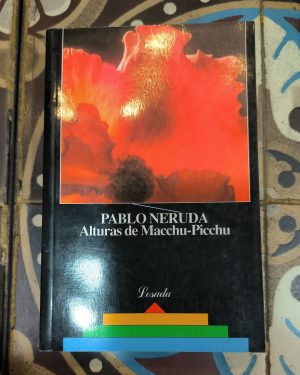 PABLO NERUDA
Alturas de Macchu-Picchu
Losada